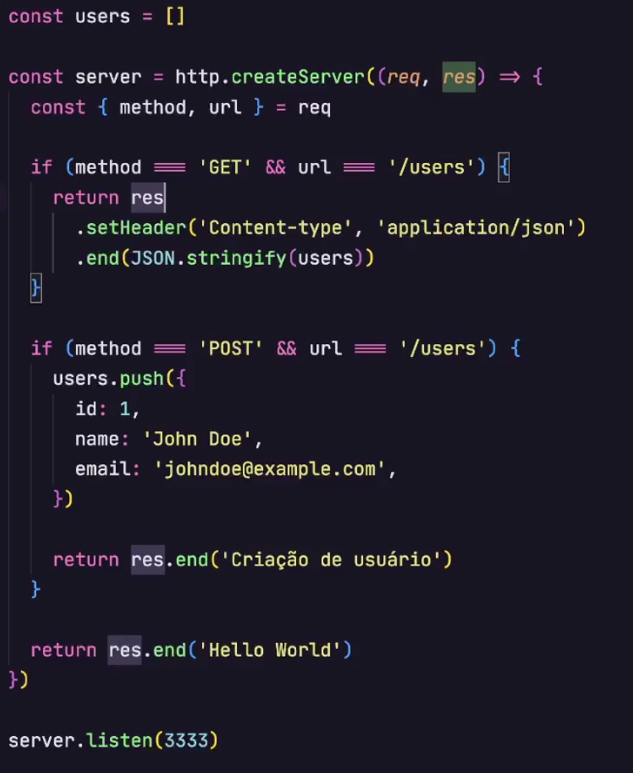 const users = []
const server = http.createServer((req, res) => {
const { method, url } = req
if (method === 'GET' && url === '/users') {
return res
.setHeader('Content-type', 'application/json')
.end(JSON.stringify(users))
}
if (method === 'POST' && url === '/users') {
users.push({
id: 1,
name: 'John Doe',
email: 'johndoe@example.com',
})
return res.end('Criação de usuário')
}
return res.end('Hello World')
})
server.listen(3333)